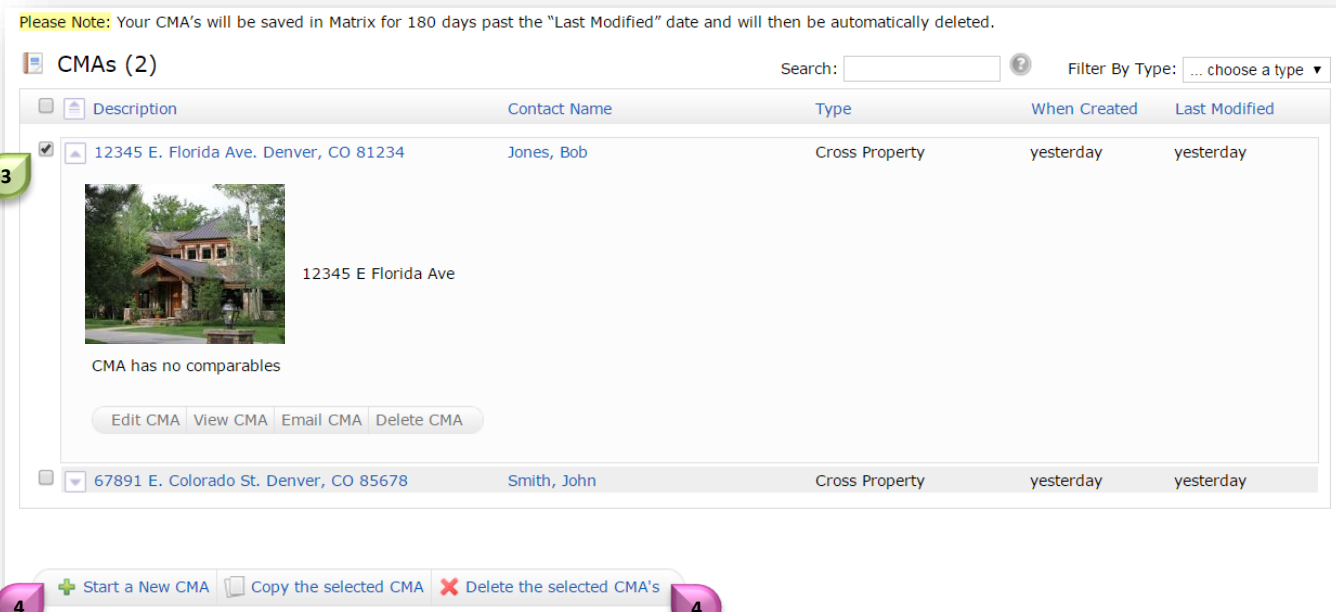 Please Note: Your CMA’s will be saved in Matrix for 180 days past the “Last Modified” date and will then be automatically deleted.
CMAs (2) Search: ? Filter By Type: ... choose a type
Description Contact Name Type When Created Last Modified
12345 E. Florida Ave. Denver, CO 81234 Jones, Bob Cross Property yesterday yesterday
3
12345 E Florida Ave
CMA has no comparables
Edit CMA View CMA Email CMA Delete CMA
67891 E. Colorado St. Denver, CO 85678 Smith, John Cross Property yesterday yesterday
Start a New CMA Copy the selected CMA Delete the selected CMA's
4 4